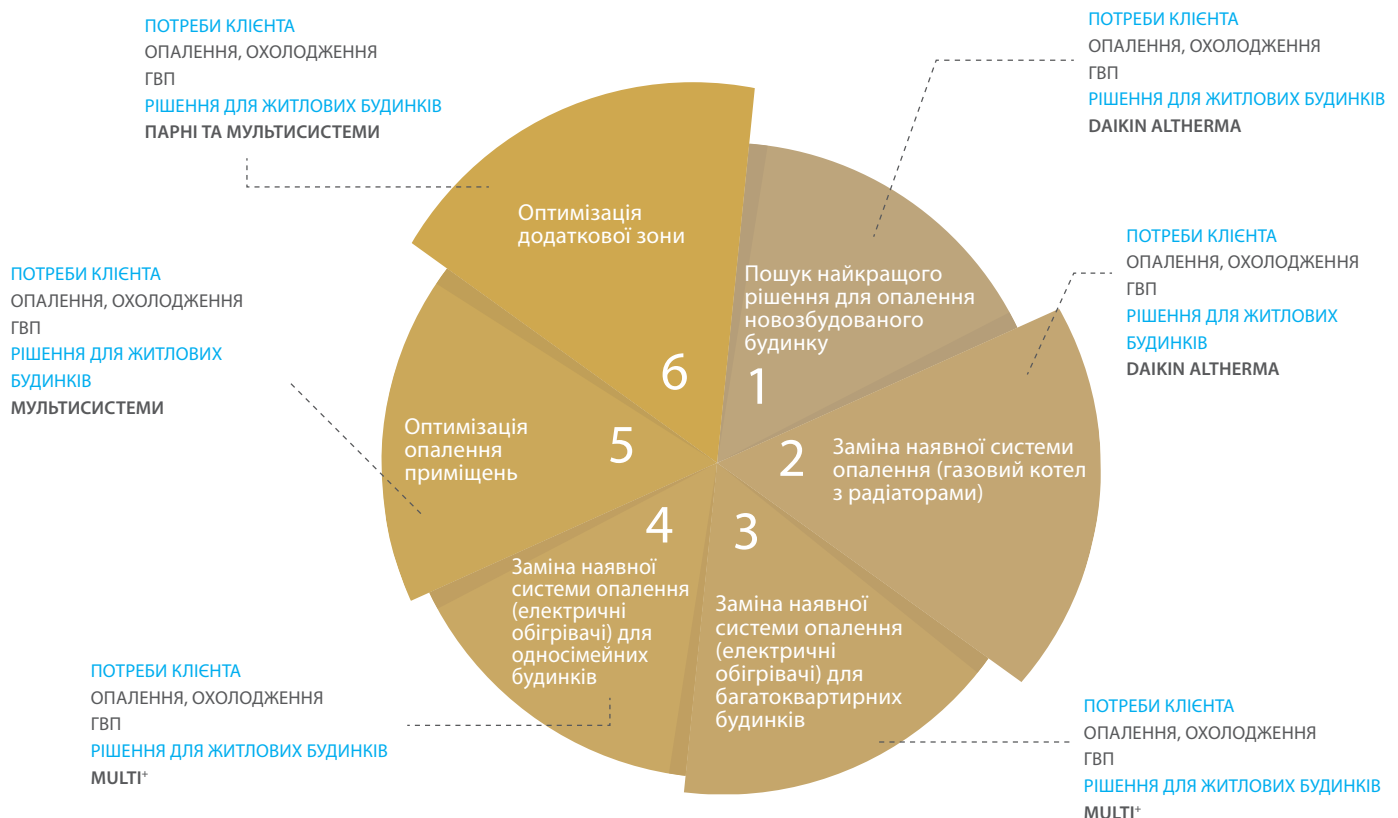 ПОТРЕБИ КЛІЄНТА
ОПАЛЕННЯ, ОХОЛОДЖЕННЯ
ГВП
РІШЕННЯ ДЛЯ ЖИТЛОВИХ БУДИНКІВ
ПАРНІ ТА МУЛЬТИСИСТЕМИ
ПОТРЕБИ КЛІЄНТА
ОПАЛЕННЯ, ОХОЛОДЖЕННЯ
ГВП
РІШЕННЯ ДЛЯ ЖИТЛОВИХ БУДИНКІВ
DAIKIN ALTHERMA
ПОТРЕБИ КЛІЄНТА
ОПАЛЕННЯ, ОХОЛОДЖЕННЯ
ГВП
РІШЕННЯ ДЛЯ ЖИТЛОВИХ
БУДИНКІВ
DAIKIN ALTHERMA
ПОТРЕБИ КЛІЄНТА
ОПАЛЕННЯ, ОХОЛОДЖЕННЯ
ГВП
РІШЕННЯ ДЛЯ ЖИТЛОВИХ
БУДИНКІВ
МУЛЬТИСИСТЕМИ
Оптимізація
додаткової зони
6
Пошук найкращого
рішення для опалення
новозбудованого
будинку
1
2
Заміна наявної системи
опалення (газовий котел
з радіаторами)
Оптимізація
опалення
приміщень
5
4
Заміна наявної
системи опалення
(електричні
обігрівачі) для
односімейних
будинків
3
Заміна наявної
системи опалення
(електричні
обігрівачі) для
багатоквартирних
будинків
ПОТРЕБИ КЛІЄНТА
ОПАЛЕННЯ, ОХОЛОДЖЕННЯ
ГВП
РІШЕННЯ ДЛЯ ЖИТЛОВИХ БУДИНКІВ
MULTI⁺
ПОТРЕБИ КЛІЄНТА
ОПАЛЕННЯ, ОХОЛОДЖЕННЯ
ГВП
РІШЕННЯ ДЛЯ ЖИТЛОВИХ БУДИНКІВ
MULTI⁺